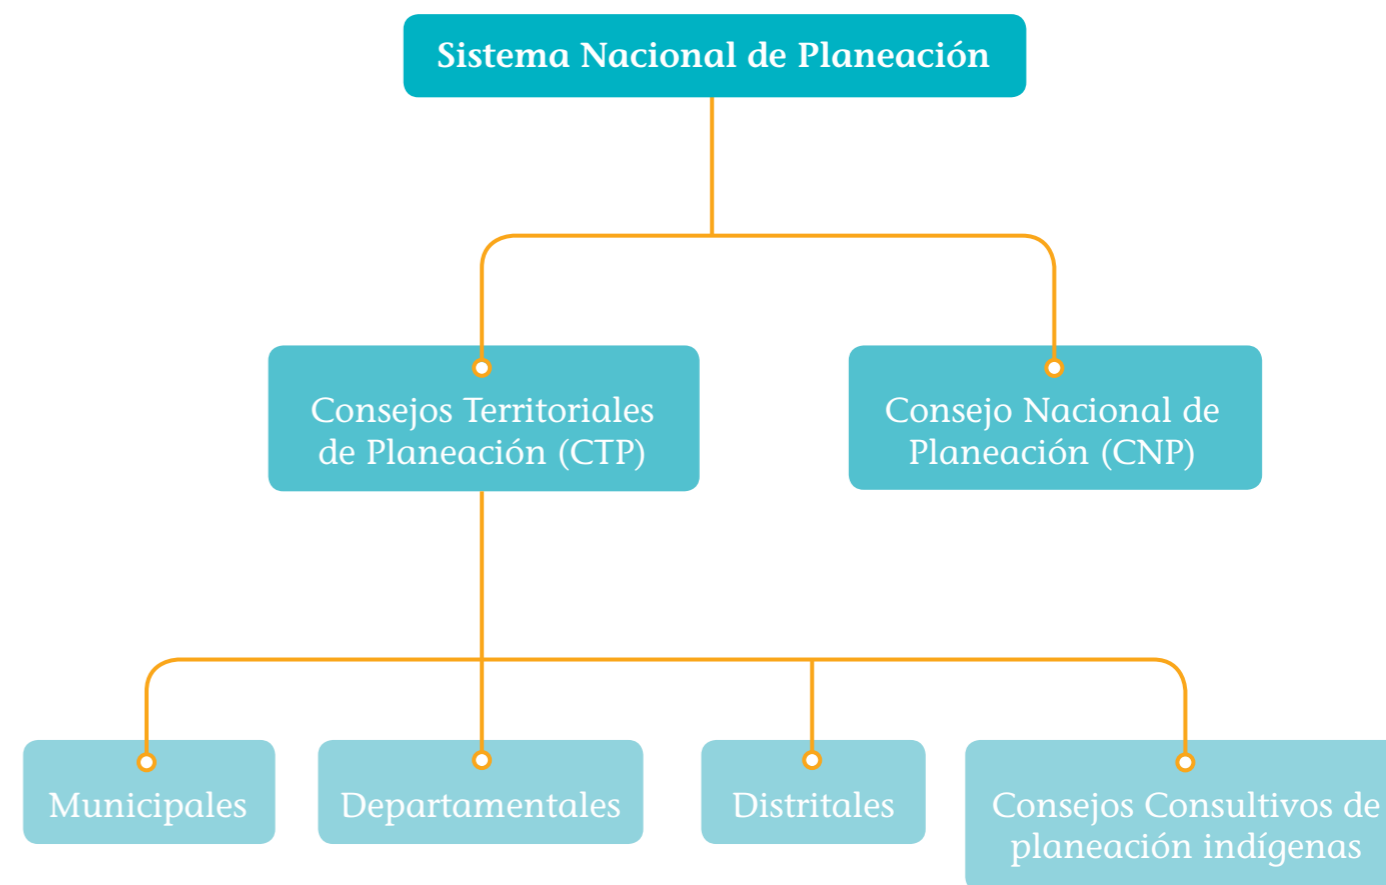 Sistema Nacional de Planeación
Consejos Territoriales
de Planeación (CTP)
Consejo Nacional de
Planeación (CNP)
Municipales
Departamentales
Distritales
Consejos Consultivos de
planeación indígenas